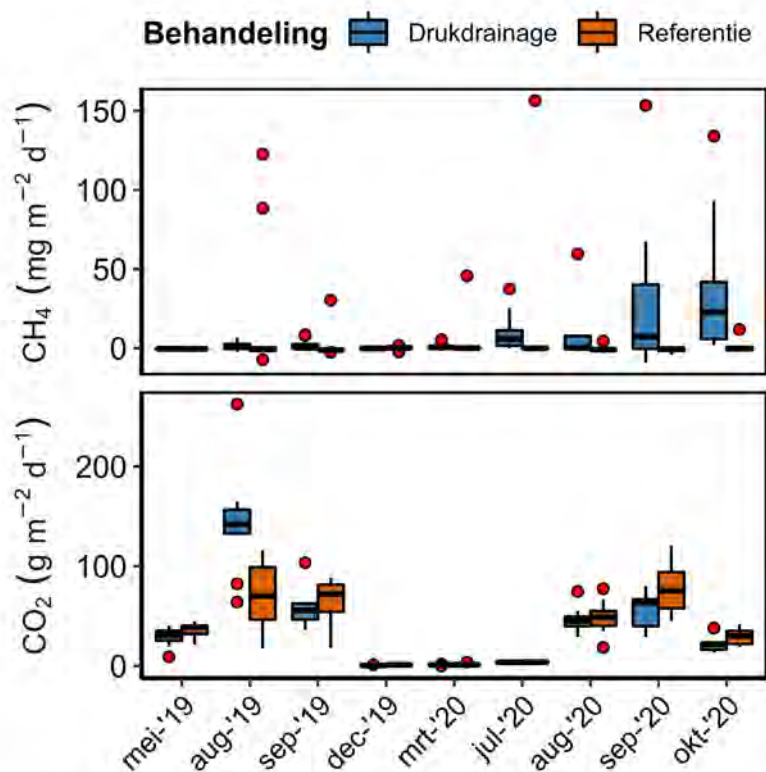 Behandeling Drukdrainage Referentie
CH₄ (mg m⁻² d⁻¹)
150
100
50
0
CO₂ (g m⁻² d⁻¹)
200
100
0
mei-'19 aug-'19 sep-'19 dec-'19 mrt-'20 jul-'20 aug-'20 sep-'20 okt-'20